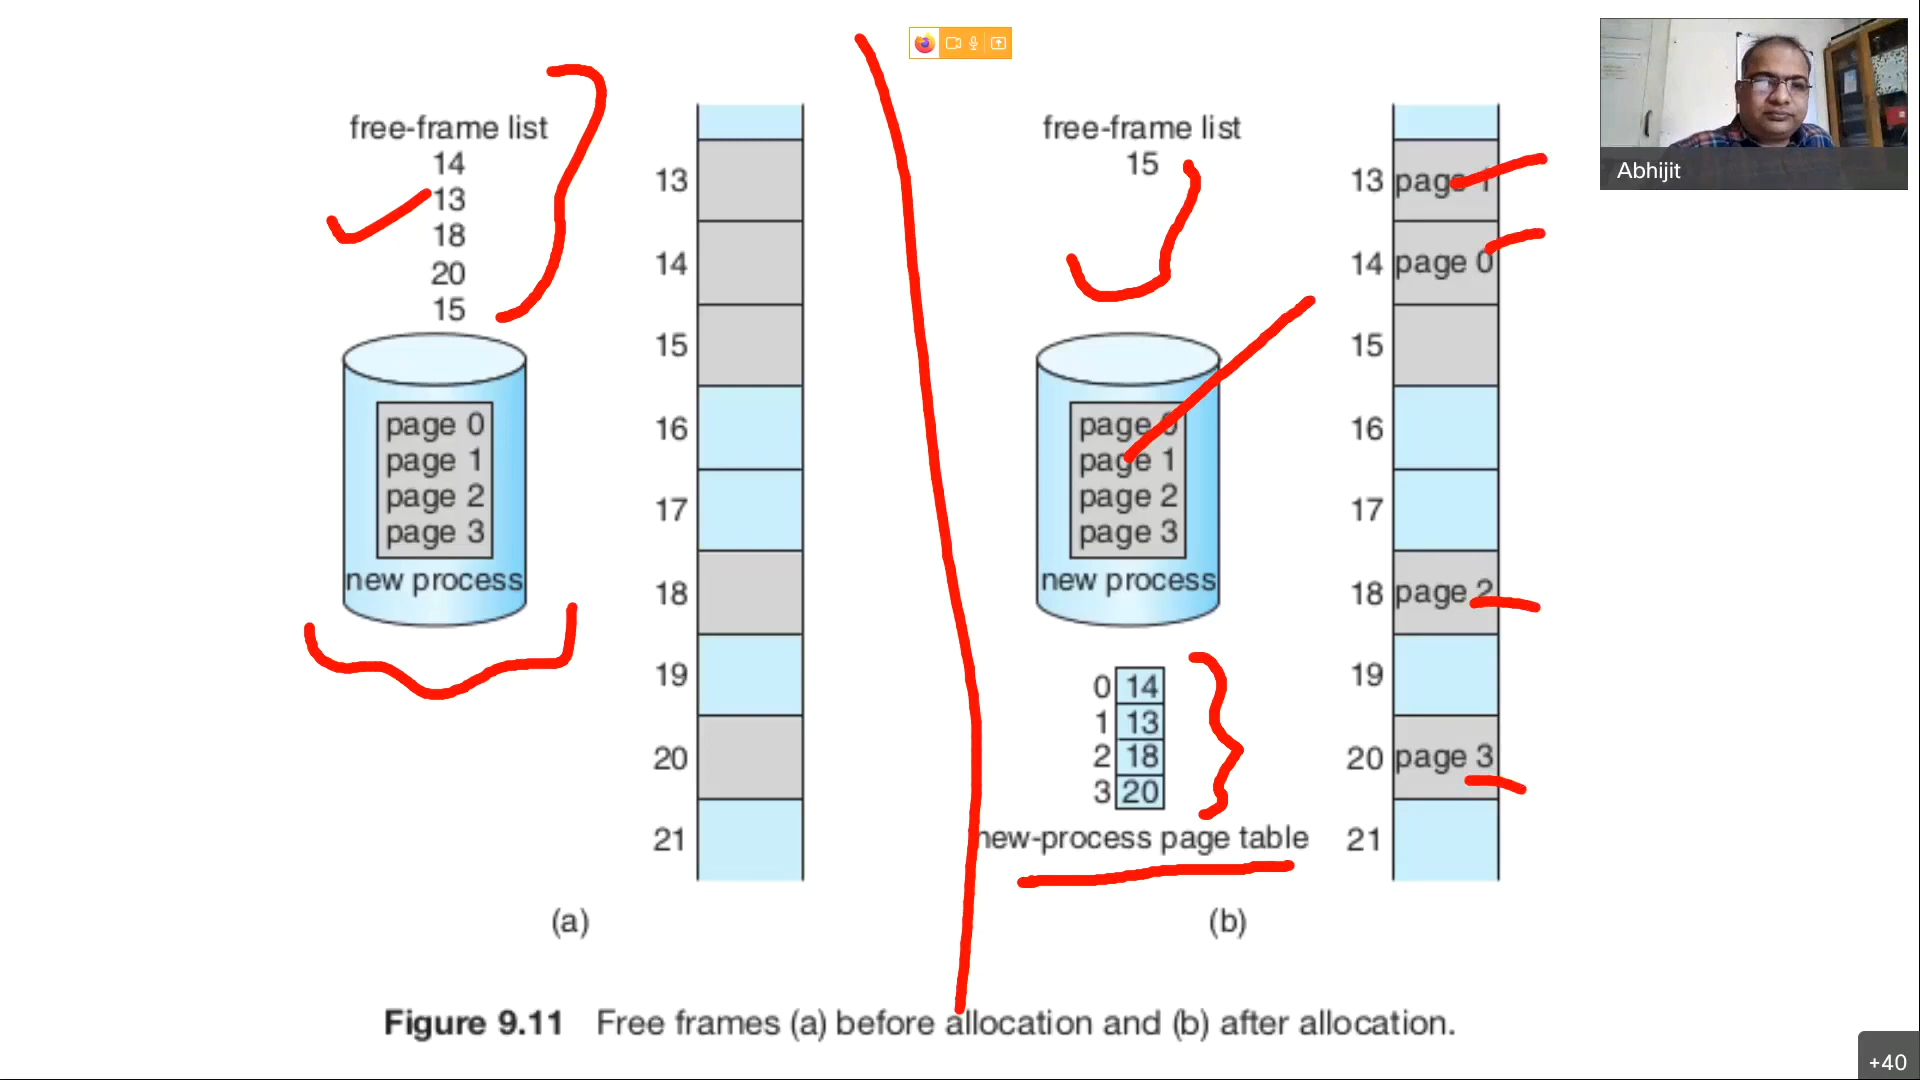 free-frame list
14
13
18
20
15
page 0
page 1
page 2
page 3
new process
13
14
15
16
17
18
19
20
21
(a)
free-frame list
15
page 0
page 1
page 2
page 3
new process
0 14
1 13
2 18
3 20
new-process page table
13 page 1
14 page 0
15
16
17
18 page 2
19
20 page 3
21
(b)
Figure 9.11 Free frames (a) before allocation and (b) after allocation.
Abhijit
+40